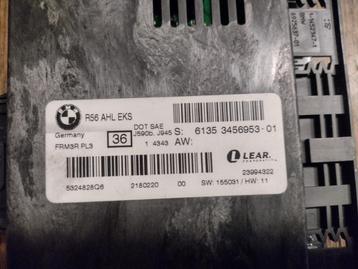 BMW
R56 AHL EKS
DOT SAE
J590b, J945
S: 6135 3456953-01
Germany
36
1 4343 AW:
FRM3R PL3
LEAR.
5324828Q6
2180220
00
23994322
SW: 155031 / HW: 11